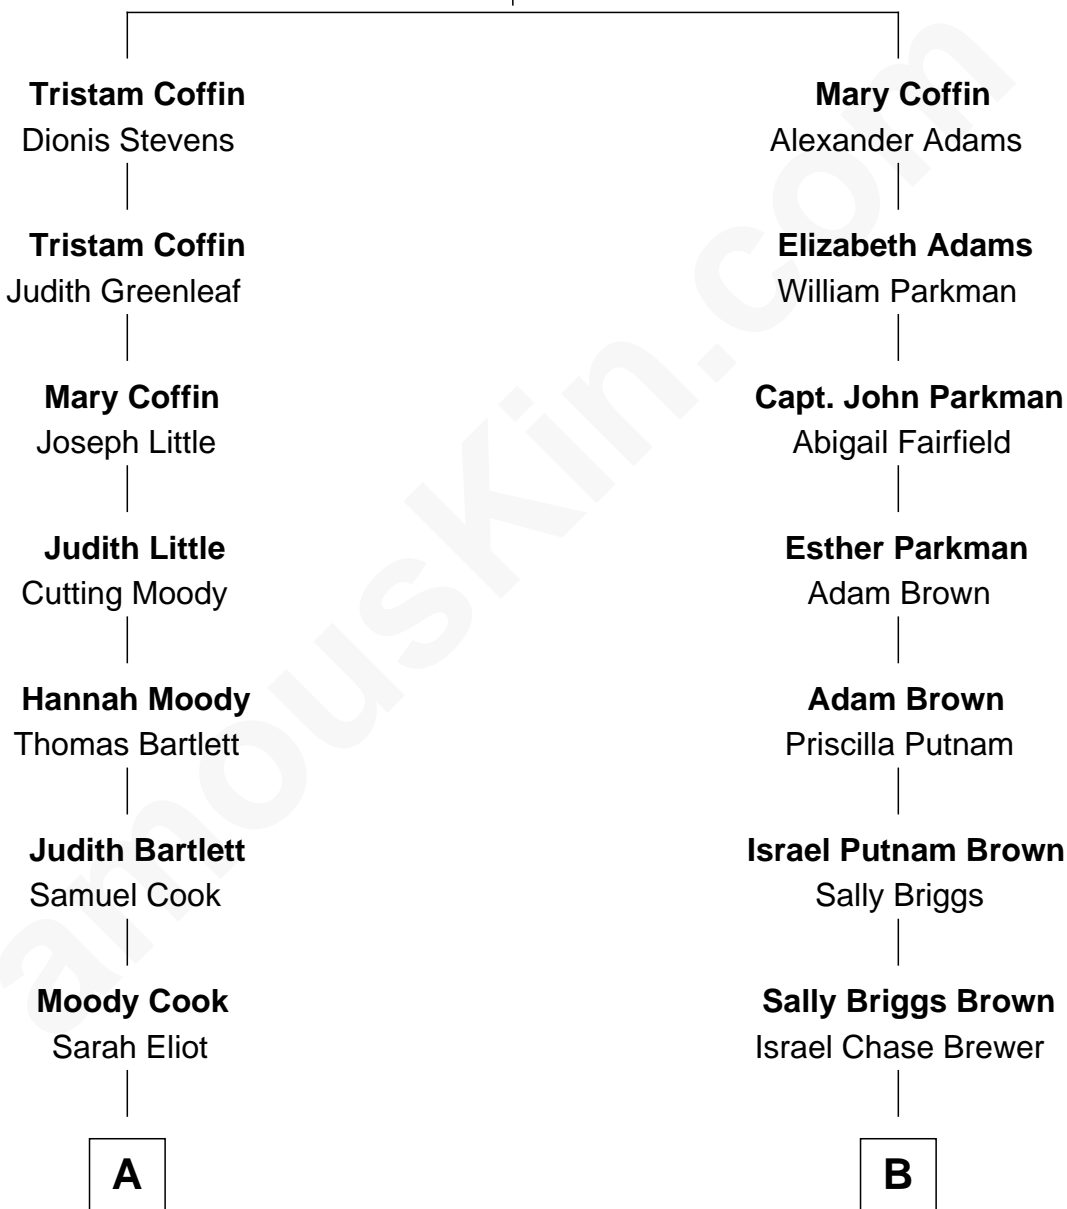 Tristam Coffin
Dionis Stevens
Tristam Coffin
Judith Greenleaf
Mary Coffin
Joseph Little
Judith Little
Cutting Moody
Hannah Moody
Thomas Bartlett
Judith Bartlett
Samuel Cook
Moody Cook
Sarah Eliot
A
Mary Coffin
Alexander Adams
Elizabeth Adams
William Parkman
Capt. John Parkman
Abigail Fairfield
Esther Parkman
Adam Brown
Adam Brown
Priscilla Putnam
Israel Putnam Brown
Sally Briggs
Sally Briggs Brown
Israel Chase Brewer
B
amouskin.com